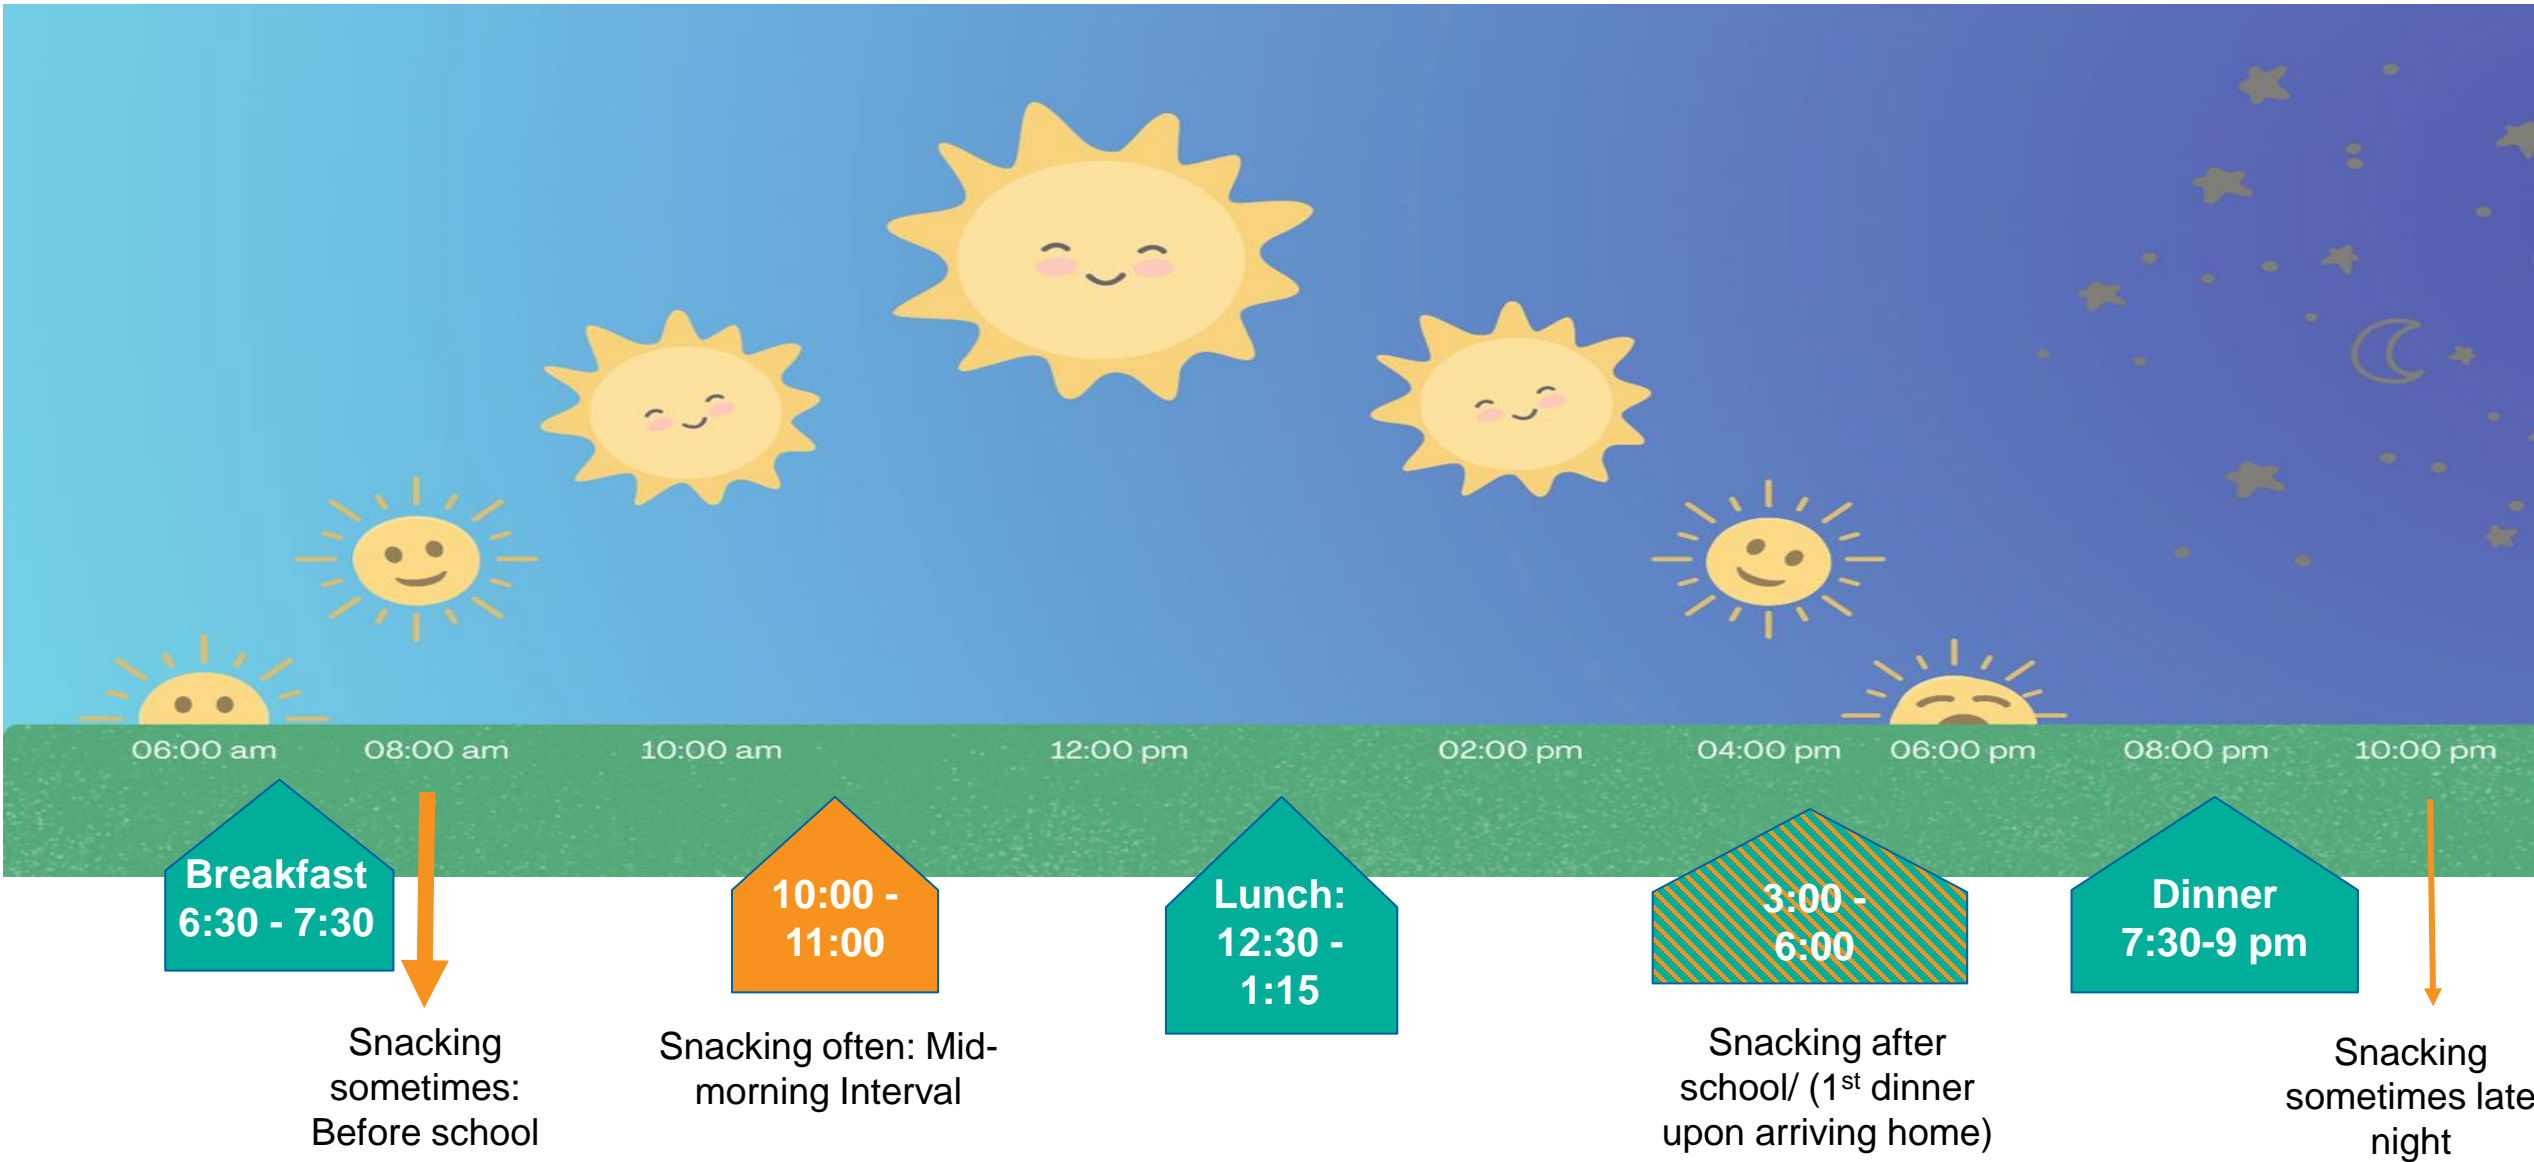 06:00 am
08:00 am
10:00 am
12:00 pm
02:00 pm
04:00 pm
06:00 pm
08:00 pm
10:00 pm
Breakfast
6:30 - 7:30
10:00 -
11:00
Lunch:
12:30 -
1:15
3:00 -
6:00
Dinner
7:30-9 pm
Snacking
sometimes:
Before school
Snacking often: Mid-
morning Interval
Snacking after
school/ (1st dinner
upon arriving home)
Snacking
sometimes late
night